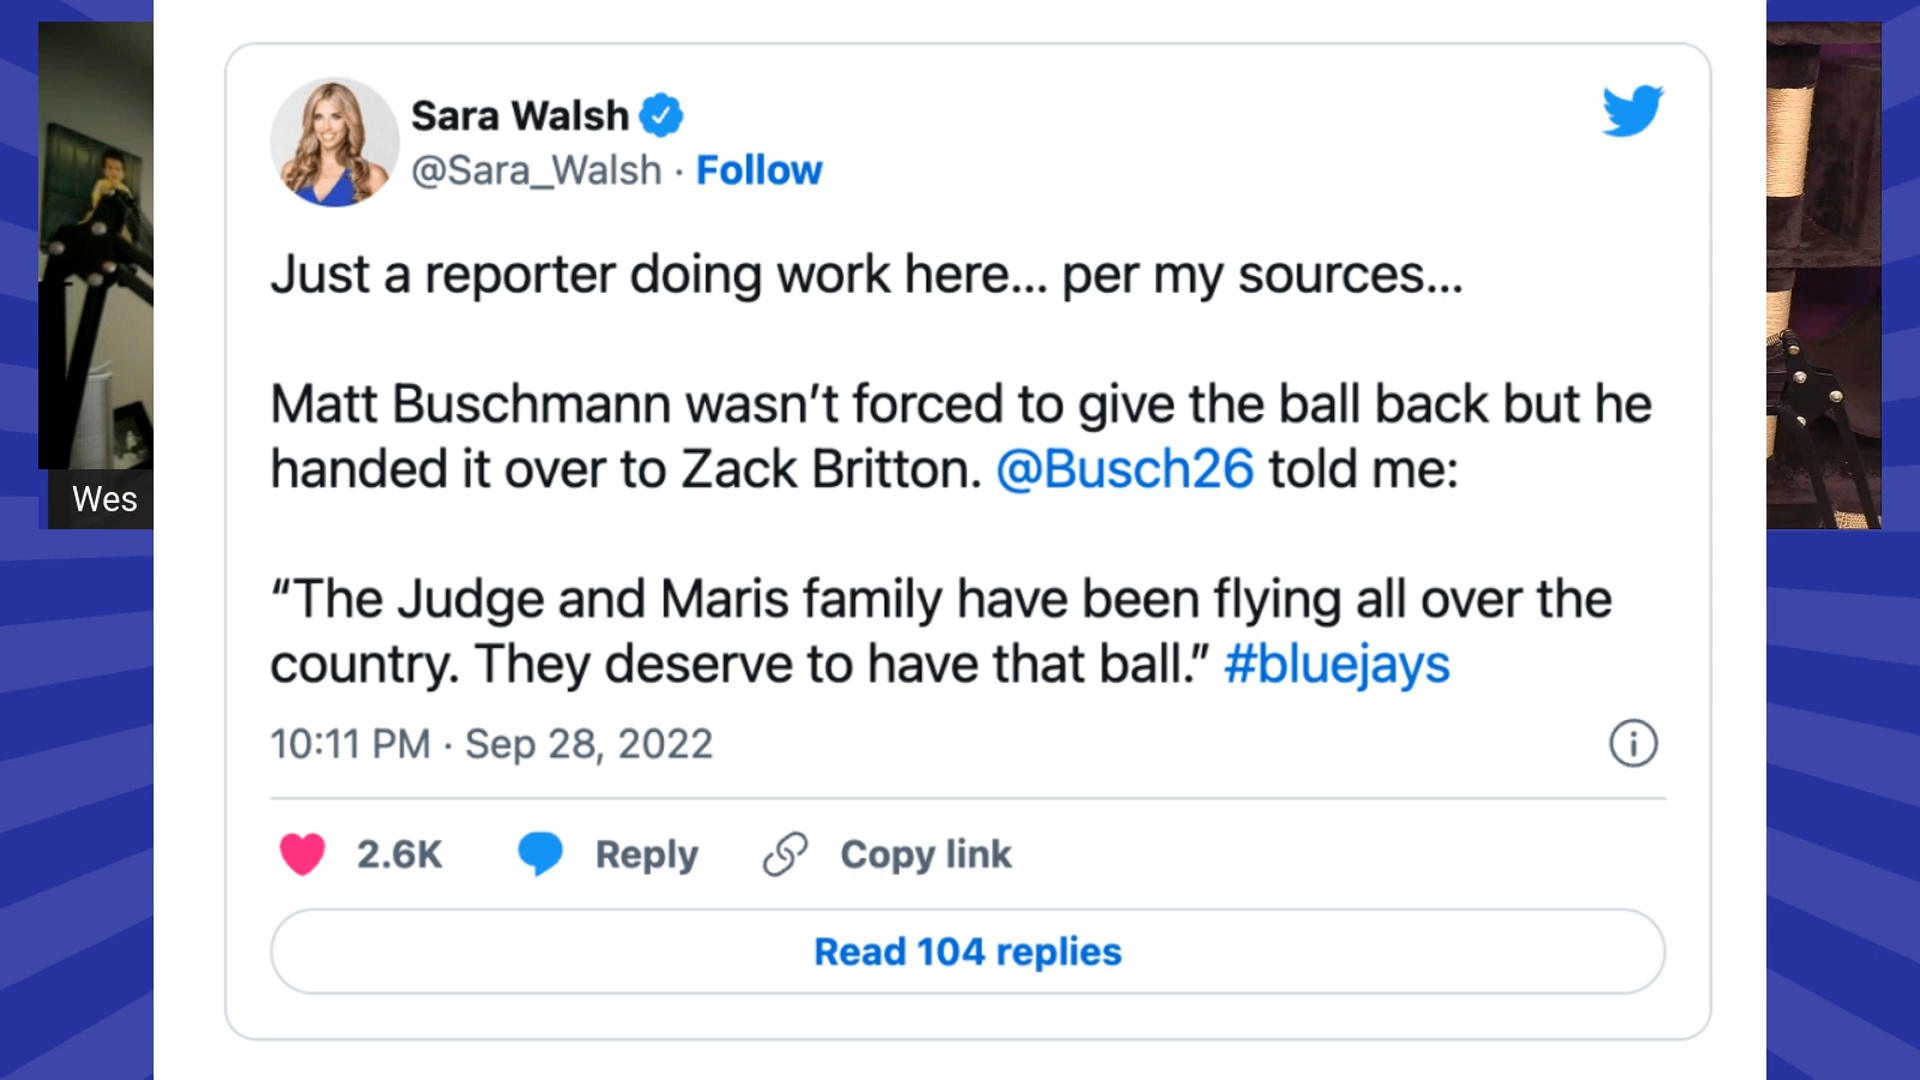 Sara Walsh
@Sara_Walsh · Follow
Just a reporter doing work here... per my sources...
Matt Buschmann wasn’t forced to give the ball back but he
handed it over to Zack Britton. @Busch26 told me:
“The Judge and Maris family have been flying all over the
country. They deserve to have that ball.” #bluejays
10:11 PM · Sep 28, 2022
2.6K Reply Copy link
Read 104 replies
Wes